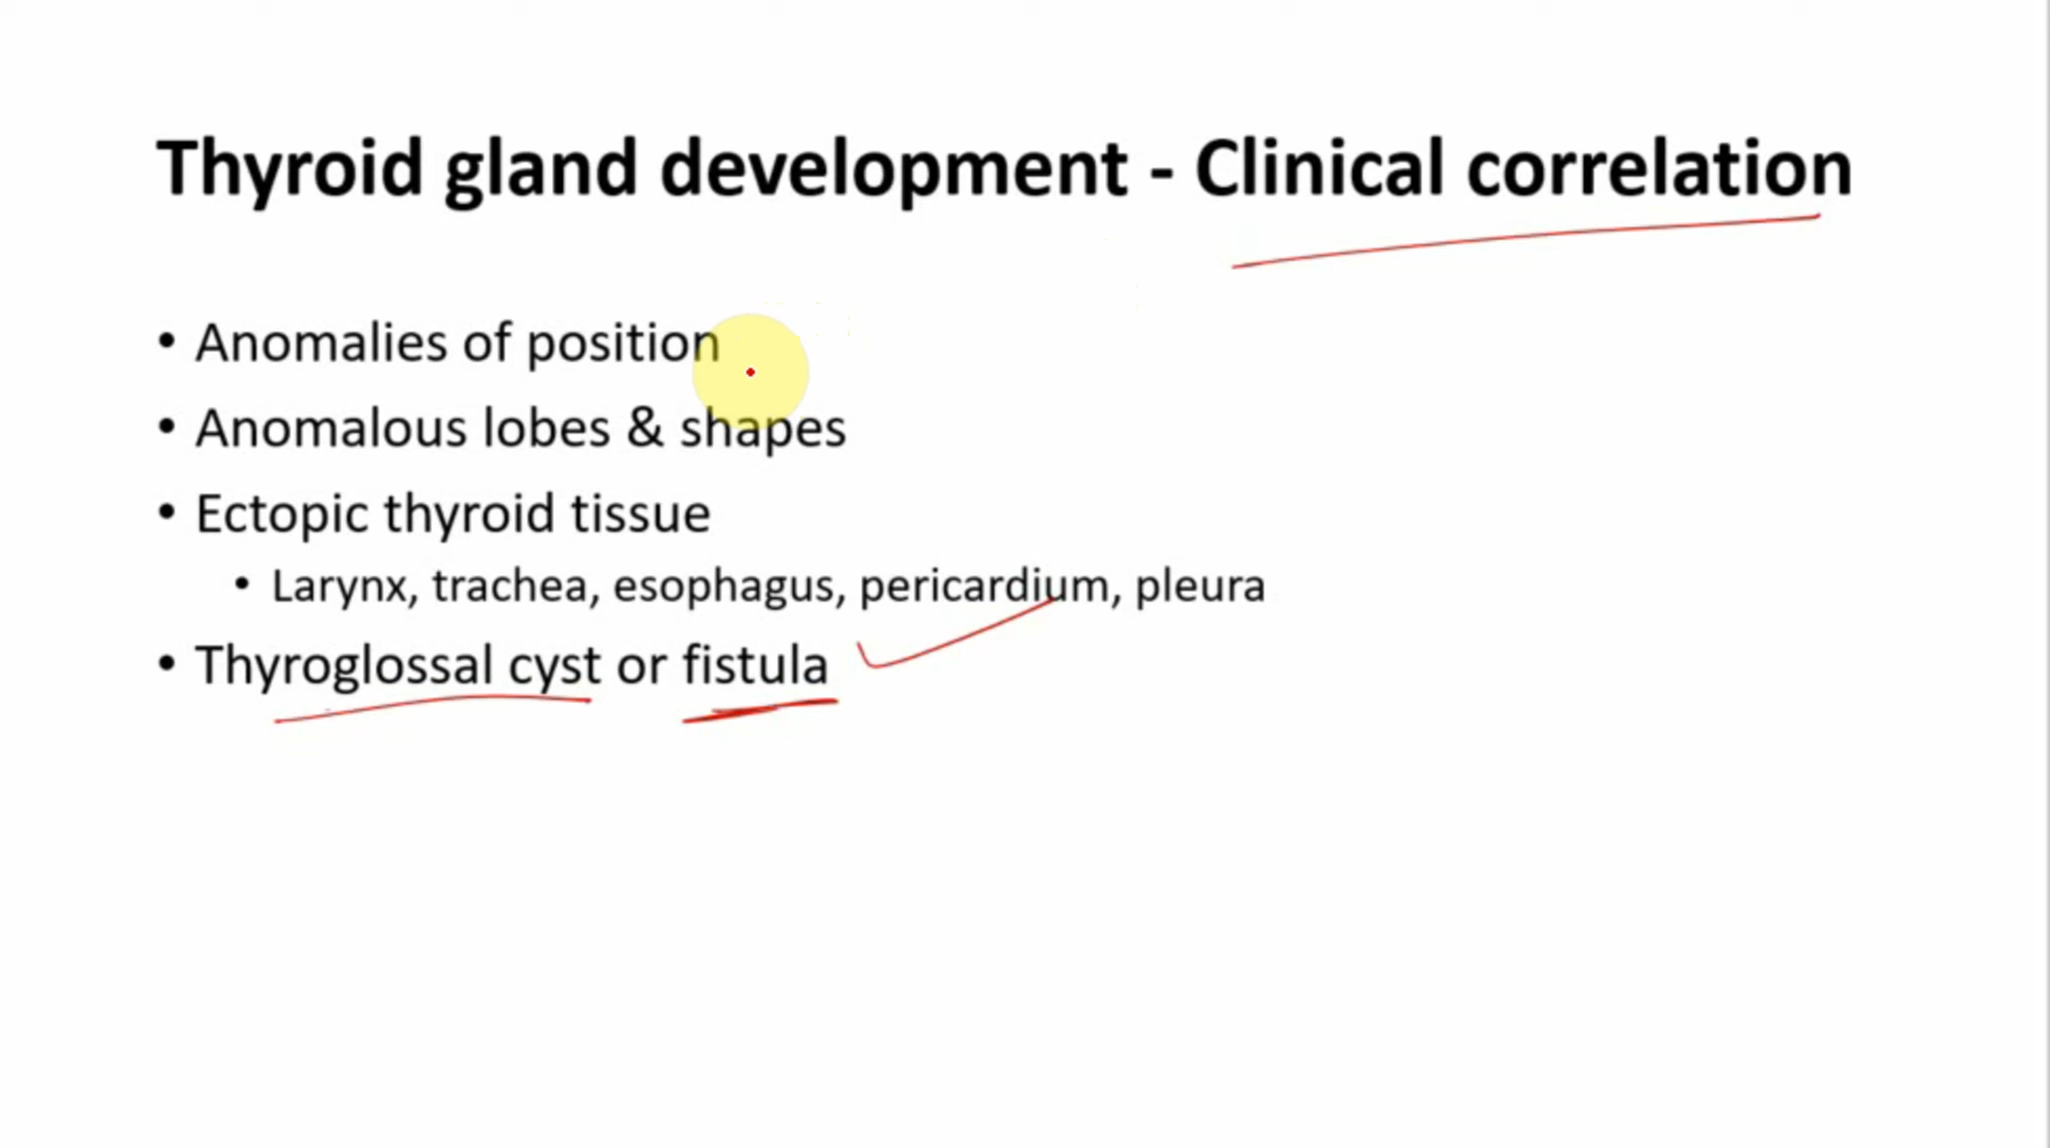 Thyroid gland development - Clinical correlation
• Anomalies of position
• Anomalous lobes & shapes
• Ectopic thyroid tissue
• Larynx, trachea, esophagus, pericardium, pleura
• Thyroglossal cyst or fistula